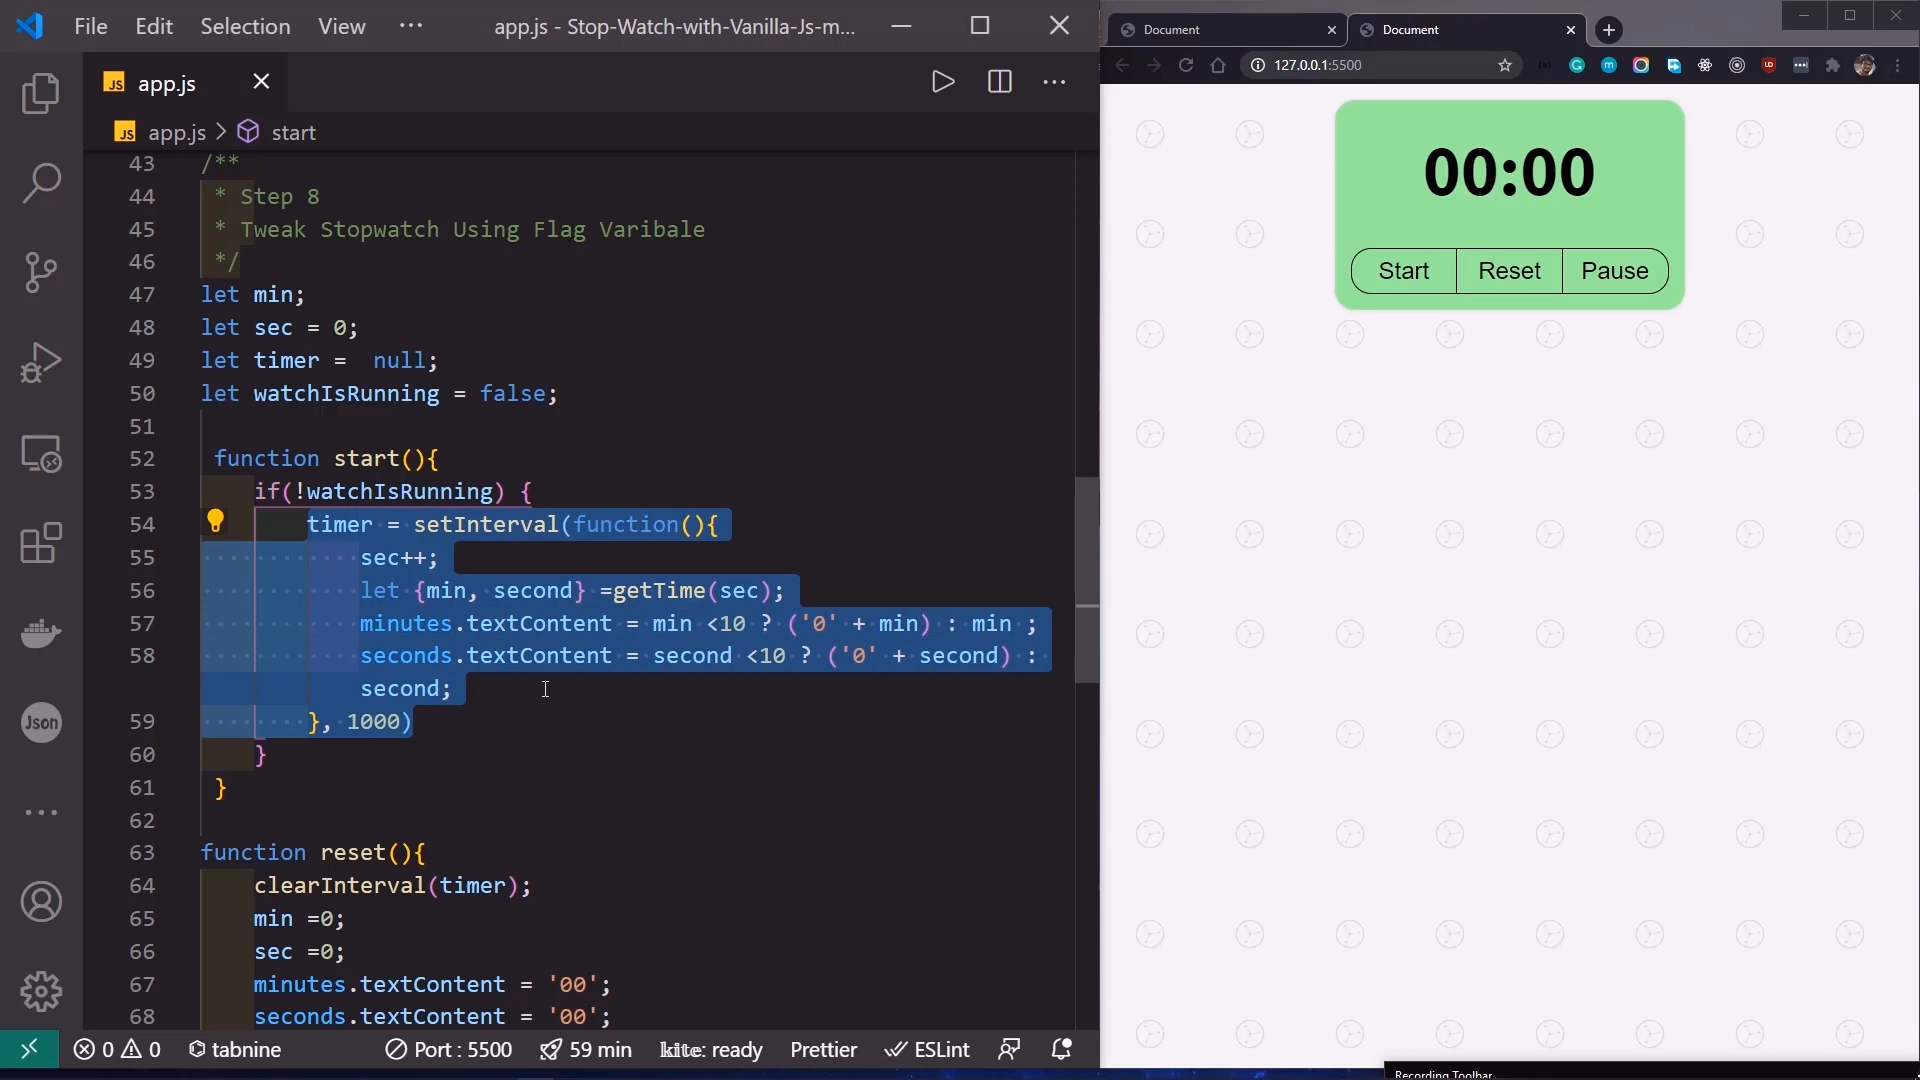 File Edit Selection View ··· app.js - Stop-Watch-with-Vanilla-Js-m...
JS app.js
JS app.js > start
43 /**
44 * Step 8
45 * Tweak Stopwatch Using Flag Varibale
46 */
47 let min;
48 let sec = 0;
49 let timer =  null;
50 let watchIsRunning = false;
51
52 function start(){
53 if(!watchIsRunning) {
54 timer = setInterval(function(){
55 sec++;
56 let {min, second} =getTime(sec);
57 minutes.textContent = min <10 ? ('0' + min) : min ;
58 seconds.textContent = second <10 ? ('0' + second) :
second;
59 }, 1000)
60 }
61 }
62
63 function reset(){
64 clearInterval(timer);
65 min =0;
66 sec =0;
67 minutes.textContent = '00';
68 seconds.textContent = '00';
Json
0 0 tabnine Port : 5500 59 min kite: ready Prettier ESLint
Document Document
127.0.0.1:5500
00:00
Start Reset Pause
Recording Toolbar